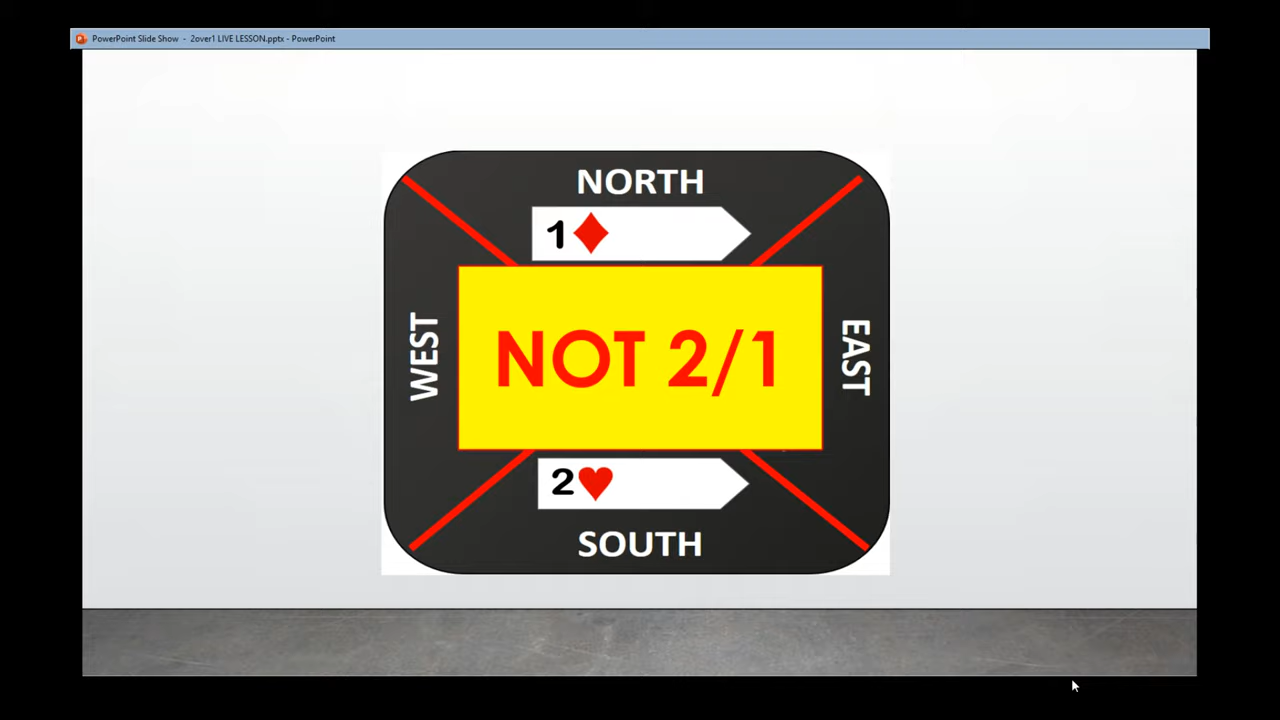 PowerPoint Slide Show - 2over1 LIVE LESSON.pptx - PowerPoint
NORTH
1♦
WEST
NOT 2/1
EAST
2♥
SOUTH